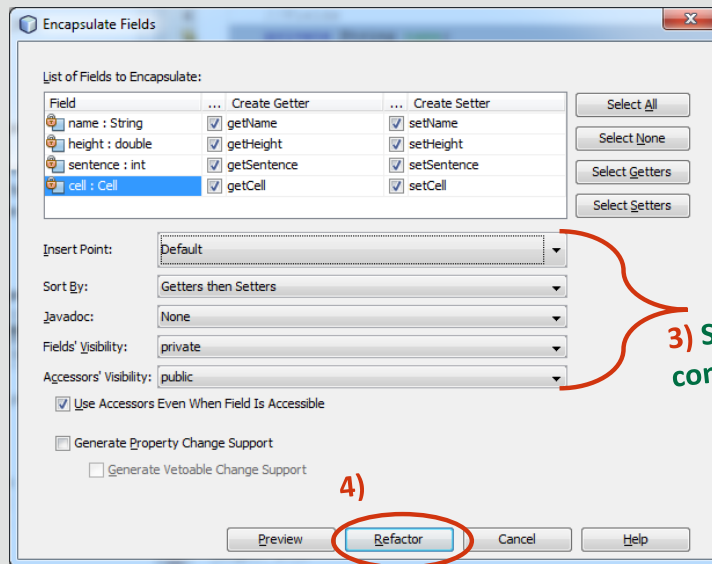 Encapsulate Fields
List of Fields to Encapsulate:
Field ... Create Getter ... Create Setter
name : String getName setName
height : double getHeight setHeight
sentence : int getSentence setSentence
cell : Cell getCell setCell
Select All
Select None
Select Getters
Select Setters
Insert Point: Default
Sort By: Getters then Setters
Javadoc: None
Fields' Visibility: private
Accessors' Visibility: public
Use Accessors Even When Field Is Accessible
Generate Property Change Support
Generate Vetoable Change Support
3)
4)
Preview Refactor Cancel Help